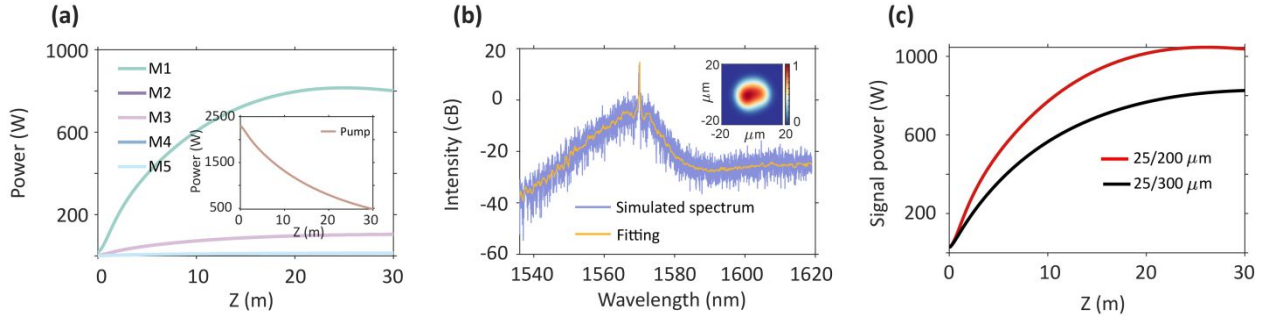 (a)
1000
800
600
400
200
Power (W)
M1
M2
M3
M4
M5
2500
1500
500
Power (W)
Pump
0 10 20 30
Z (m)
0 10 20 30
Z (m)
(b)
20
0
-20
-40
-60
Intensity (cB)
20
-20
μm
-20 20
μm
1
0
Simulated spectrum
Fitting
1540 1560 1580 1600 1620
Wavelength (nm)
(c)
1000
600
200
Signal power (W)
25/200 μm
25/300 μm
0 10 20 30
Z (m)